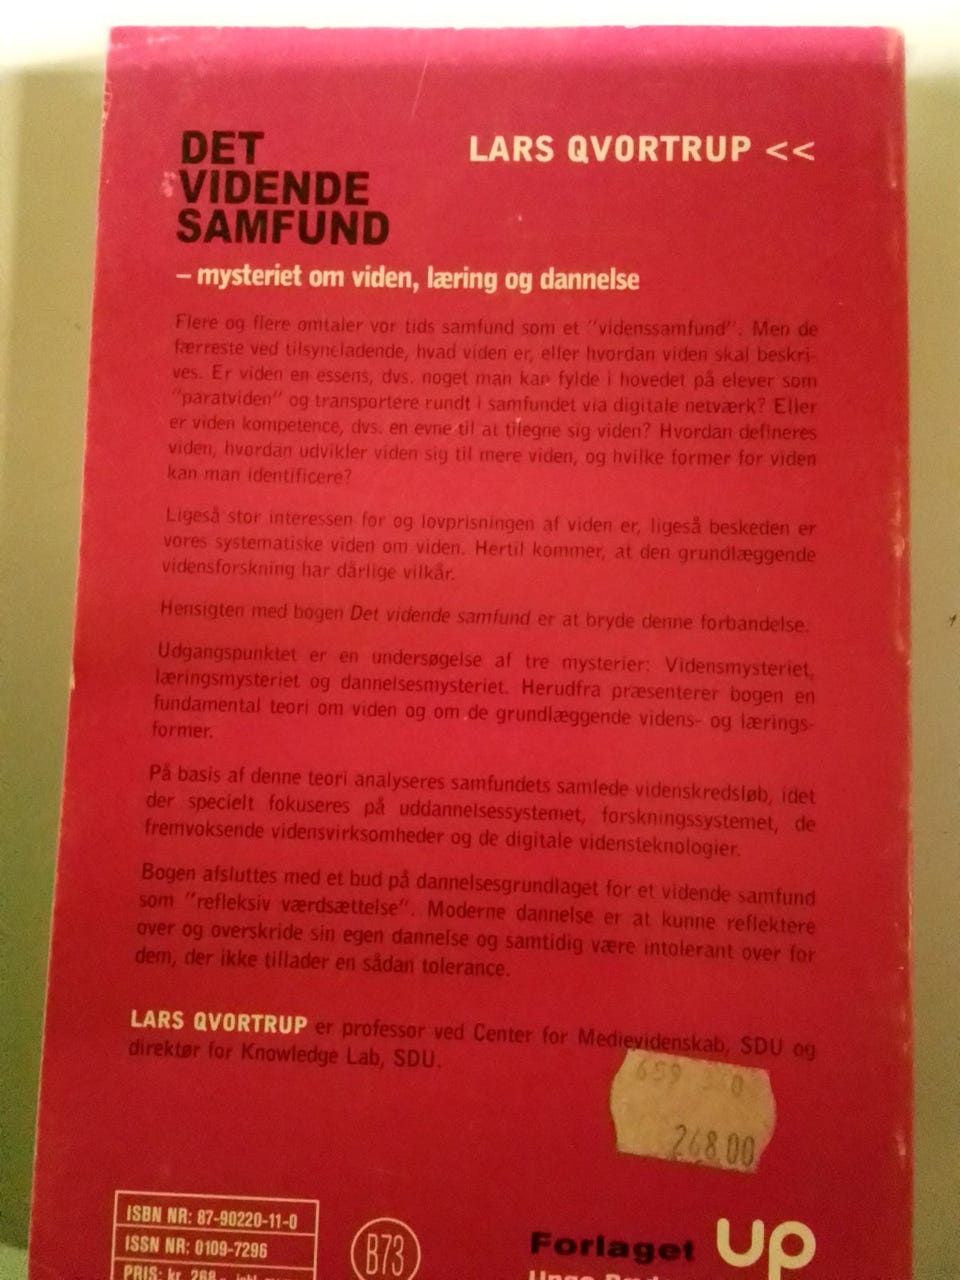 DET
VIDENDE
SAMFUND
LARS QVORTRUP <<
– mysteriet om viden, læring og dannelse
Flere og flere omtaler vor tids samfund som et "videnssamfund". Men de
færreste ved tilsyneladende, hvad viden er, eller hvordan viden skal beskri-
ves. Er viden en essens, dvs. noget man kan fylde i hovedet på elever som
"paratviden" og transportere rundt i samfundet via digitale netværk? Eller
er viden kompetence, dvs. en evne til at tilegne sig viden? Hvordan defineres
viden, hvordan udvikler viden sig til mere viden, og hvilke former for viden
kan man identificere?
Ligeså stor interessen for og lovprisningen af viden er, ligeså beskeden er
vores systematiske viden om viden. Hertil kommer, at den grundlæggende
vidensforskning har dårlige vilkår.
Hensigten med bogen Det vidende samfund er at bryde denne forbandelse.
Udgangspunktet er en undersøgelse af tre mysterier: Vidensmysteriet,
læringsmysteriet og dannelsesmysteriet. Herudfra præsenterer bogen en
fundamental teori om viden og om de grundlæggende videns- og lærings-
former.
På basis af denne teori analyseres samfundets samlede videnskredsløb, idet
der specielt fokuseres på uddannelsessystemet, forskningssystemet, de
fremvoksende vidensvirksomheder og de digitale vidensteknologier.
Bogen afsluttes med et bud på dannelsesgrundlaget for et vidende samfund
som "refleksiv værdsættelse". Moderne dannelse er at kunne reflektere
over og overskride sin egen dannelse og samtidig være intolerant over for
dem, der ikke tillader en sådan tolerance.
LARS QVORTRUP er professor ved Center for Medievidenskab, SDU og
direktør for Knowledge Lab, SDU.
659
268.00
ISBN NR: 87-90220-11-0
ISSN NR: 0109-7296
PRIS: kr. 268,-
B73
Forlaget up